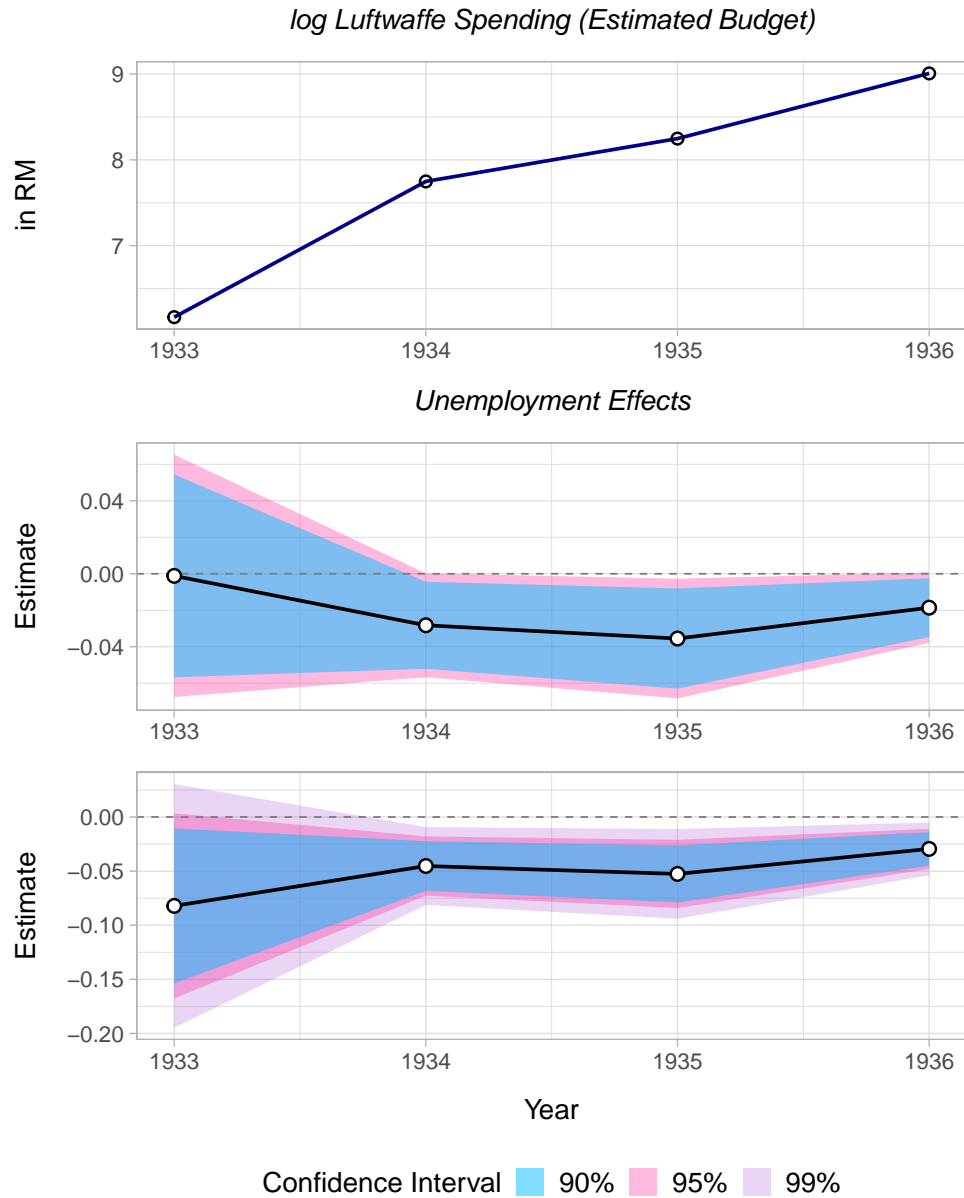 log Luftwaffe Spending (Estimated Budget)
in RM
9
8
7
1933 1934 1935 1936
Unemployment Effects
Estimate
0.04
0.00
−0.04
1933 1934 1935 1936
Estimate
0.00
−0.05
−0.10
−0.15
−0.20
1933 1934 1935 1936
Year
Confidence Interval 90% 95% 99%